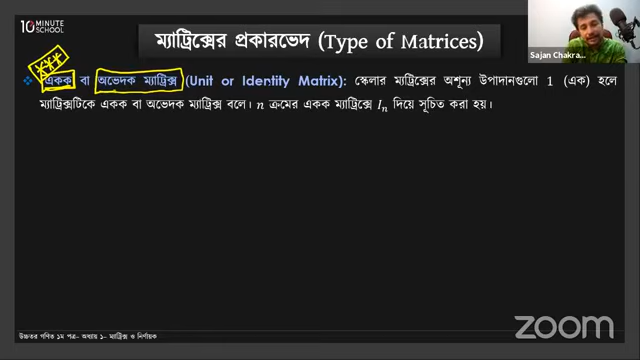 10 MINUTE SCHOOL
ম্যাট্রিক্সের প্রকারভেদ (Type of Matrices)
একক বা অভেদক ম্যাট্রিক্স (Unit or Identity Matrix): স্কেলার ম্যট্রিক্সের অশূন্য উপাদানগুলো 1 (এক) হলে
ম্যাট্রিক্সটিকে একক বা অভেদক ম্যাট্রিক্স বলে। n ক্রমের একক ম্যাট্রিক্সে Iₙ দিয়ে সূচিত করা হয়।
Sajan Chakra...
উচ্চতর গণিত ১ম পত্র- অধ্যায় ১- ম্যাট্রিক্স ও নির্ণায়ক
zoom